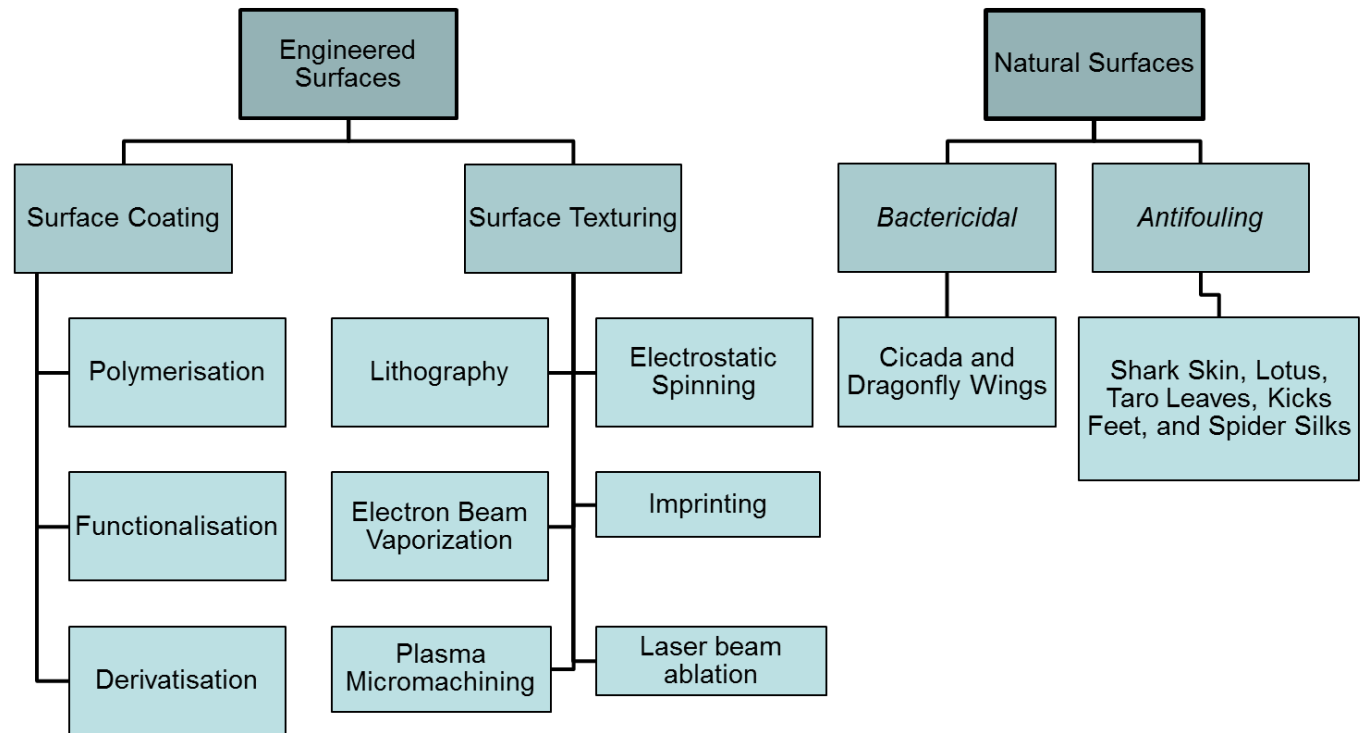 Engineered
Surfaces
Natural Surfaces
Surface Coating
Surface Texturing
Bactericidal
Antifouling
Polymerisation
Lithography
Electrostatic
Spinning
Cicada and
Dragonfly Wings
Shark Skin, Lotus,
Taro Leaves, Kicks
Feet, and Spider Silks
Functionalisation
Electron Beam
Vaporization
Imprinting
Derivatisation
Plasma
Micromachining
Laser beam
ablation